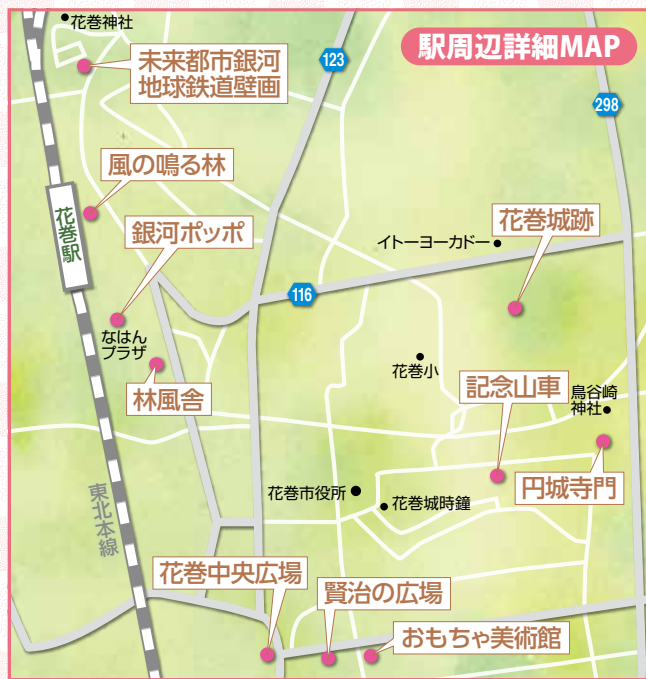 花巻神社
駅周辺詳細MAP
未来都市銀河
地球鉄道壁画
123
298
風の鳴る林
花巻駅
銀河ポッポ
イトーヨーカドー
花巻城跡
116
なはん
プラザ
林風舎
花巻小
記念山車
鳥谷崎
神社
円城寺門
花巻市役所
花巻城時鐘
東北本線
花巻中央広場
賢治の広場
おもちゃ美術館